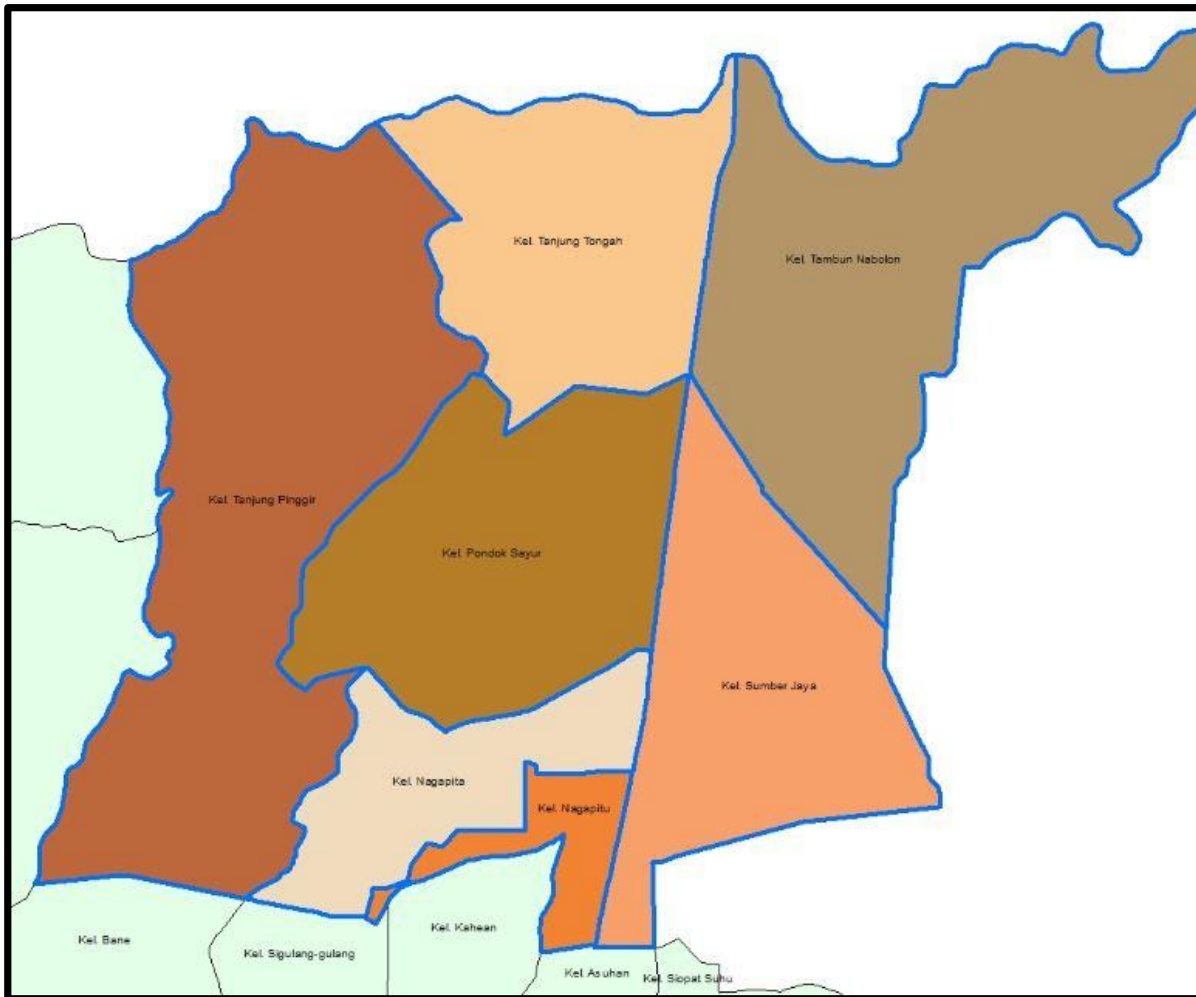 Kel. Tanjung Tongah
Kel. Tambun Nabolon
Kel. Tanjung Pinggir
Kel. Pondok Sayur
Kel. Sumber Jaya
Kel. Nagapita
Kel. Nagapitu
Kel. Kahean
Kel. Bane
Kel. Sigulang-gulang
Kel. Asuhan
Kel. Siopat Suhu